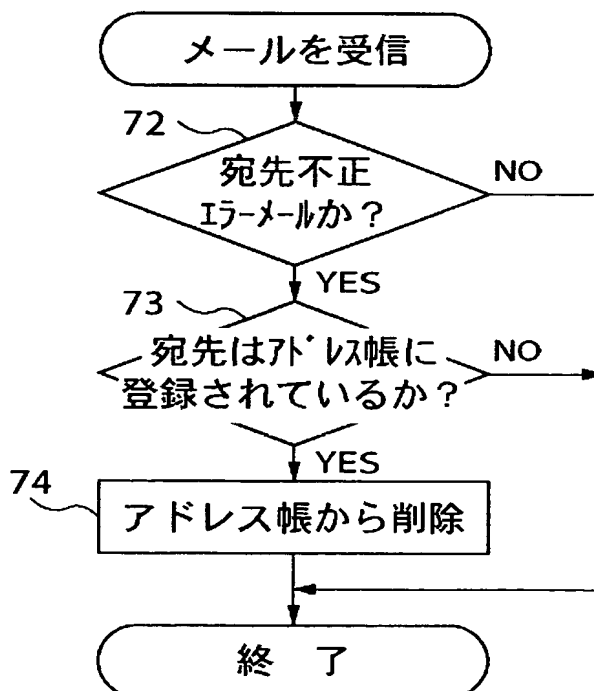 メールを受信
72
宛先不正
エラーメールか？
NO
YES
73
宛先はアドレス帳に
登録されているか？
NO
YES
74
アドレス帳から削除
終 了